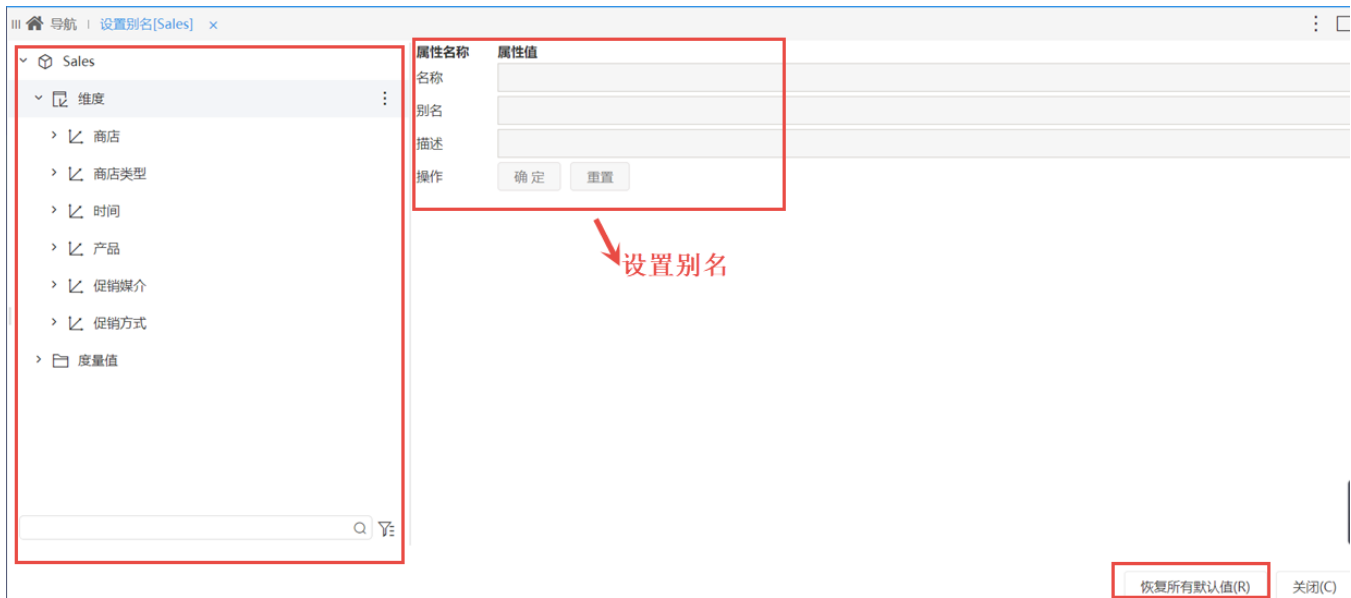 导航 设置别名[Sales] ×
Sales
维度
商店
商店类型
时间
产品
促销媒介
促销方式
度量值
属性名称 属性值
名称
别名
描述
操作 确定 重置
设置别名
恢复所有默认值(R) 关闭(C)